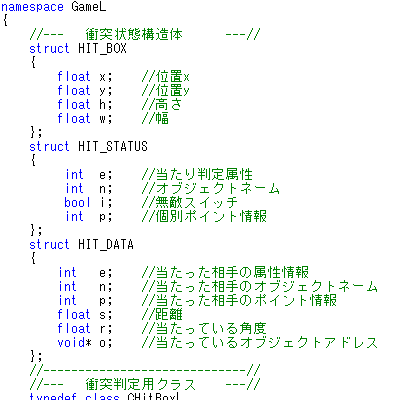 namespace GameL
{
    //---   衝突状態構造体      ---//
    struct HIT_BOX
    {
        float x;    //位置x
        float y;    //位置y
        float h;    //高さ
        float w;    //幅
    };
    struct HIT_STATUS
    {
         int  e;    //当たり判定属性
         int  n;    //オブジェクトネーム
         bool i;    //無敵スイッチ
         int  p;    //個別ポイント情報
    };
    struct HIT_DATA
    {
        int   e;    //当たった相手の属性情報
        int   n;    //当たった相手のオブジェクトネーム
        int   p;    //当たった相手のポイント情報
        float s;    //距離
        float r;    //当たっている角度
        void* o;    //当たっているオブジェクトアドレス
    };
    //-----------------------------//
    //---   衝突判定用クラス    ---//
    typedef class CHitBox